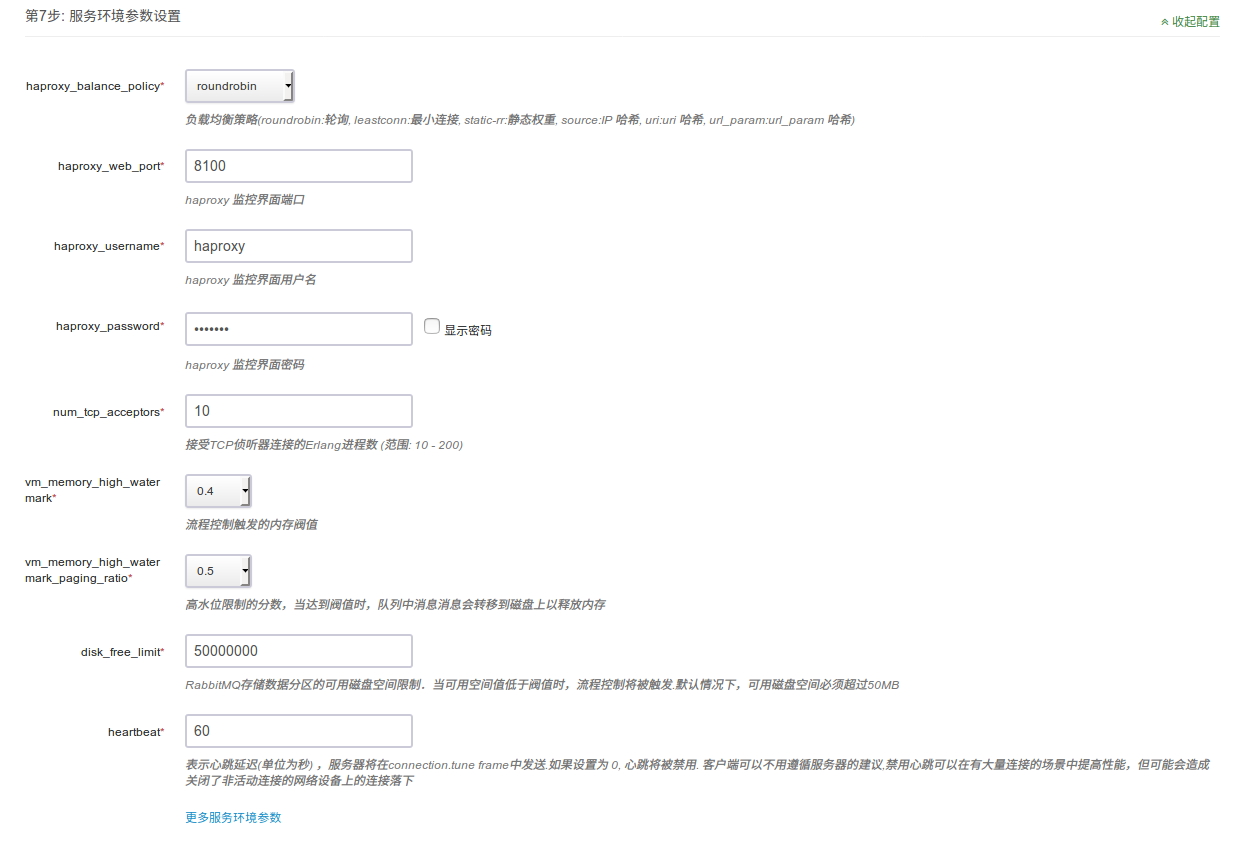 第7步: 服务环境参数设置
收起配置
haproxy_balance_policy*
roundrobin
负载均衡策略(roundrobin:轮询, leastconn:最小连接, static-rr:静态权重, source:IP 哈希, uri:uri 哈希, url_param:url_param 哈希)
haproxy_web_port*
8100
haproxy 监控界面端口
haproxy_username*
haproxy
haproxy 监控界面用户名
haproxy_password*
•••••••
显示密码
haproxy 监控界面密码
num_tcp_acceptors*
10
接受TCP侦听器连接的Erlang进程数 (范围: 10 - 200)
vm_memory_high_water
mark*
0.4
流程控制触发的内存阀值
vm_memory_high_water
mark_paging_ratio*
0.5
高水位限制的分数，当达到阀值时，队列中消息消息会转移到磁盘上以释放内存
disk_free_limit*
50000000
RabbitMQ存储数据分区的可用磁盘空间限制．当可用空间值低于阀值时，流程控制将被触发.默认情况下，可用磁盘空间必须超过50MB
heartbeat*
60
表示心跳延迟(单位为秒) ，服务器将在connection.tune frame中发送.如果设置为 0, 心跳将被禁用. 客户端可以不用遵循服务器的建议,禁用心跳可以在有大量连接的场景中提高性能，但可能会造成
关闭了非活动连接的网络设备上的连接落下
更多服务环境参数